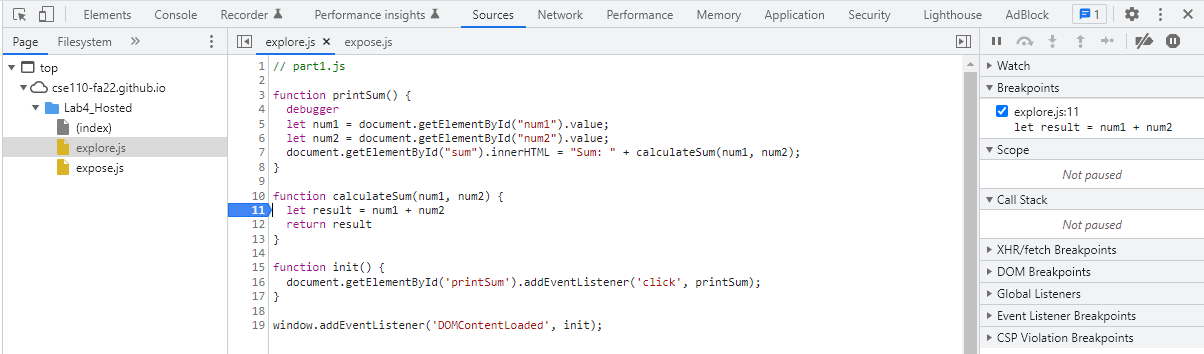 Elements Console Recorder Performance insights Sources Network Performance Memory Application Security Lighthouse AdBlock 1
Page Filesystem »
explore.js × expose.js
top
cse110-fa22.github.io
Lab4_Hosted
(index)
explore.js
expose.js
1 // part1.js
2
3 function printSum() {
4   debugger
5   let num1 = document.getElementById("num1").value;
6   let num2 = document.getElementById("num2").value;
7   document.getElementById("sum").innerHTML = "Sum: " + calculateSum(num1, num2);
8 }
9
10 function calculateSum(num1, num2) {
11   let result = num1 + num2
12   return result
13 }
14
15 function init() {
16   document.getElementById('printSum').addEventListener('click', printSum);
17 }
18
19 window.addEventListener('DOMContentLoaded', init);
Watch
Breakpoints
explore.js:11
let result = num1 + num2
Scope
Not paused
Call Stack
Not paused
XHR/fetch Breakpoints
DOM Breakpoints
Global Listeners
Event Listener Breakpoints
CSP Violation Breakpoints